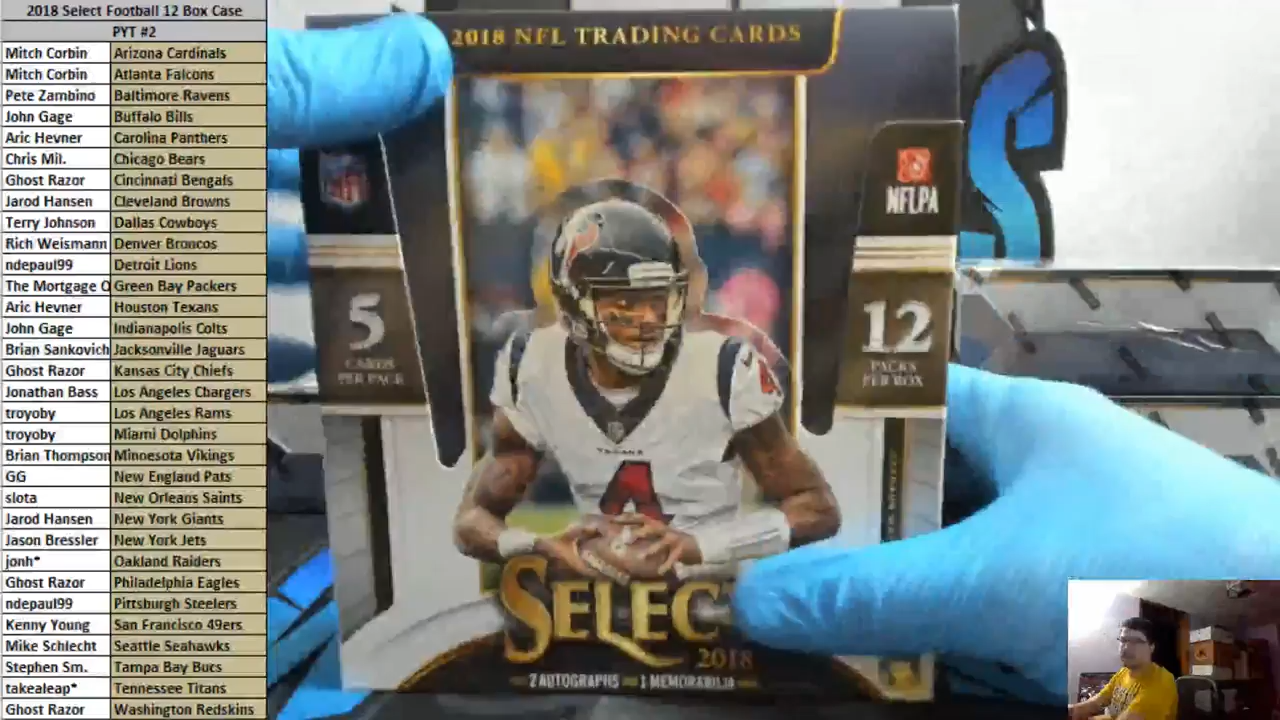 2018 Select Football 12 Box Case
PYT #2
Mitch Corbin Arizona Cardinals
Mitch Corbin Atlanta Falcons
Pete Zambino Baltimore Ravens
John Gage Buffalo Bills
Aric Hevner Carolina Panthers
Chris Mil. Chicago Bears
Ghost Razor Cincinnati Bengals
Jarod Hansen Cleveland Browns
Terry Johnson Dallas Cowboys
Rich Weismann Denver Broncos
ndepaul99 Detroit Lions
The Mortgage Green Bay Packers
Aric Hevner Houston Texans
John Gage Indianapolis Colts
Brian Sankovich Jacksonville Jaguars
Ghost Razor Kansas City Chiefs
Jonathan Bass Los Angeles Chargers
troyoby Los Angeles Rams
troyoby Miami Dolphins
Brian Thompson Minnesota Vikings
GG New England Pats
slota New Orleans Saints
Jarod Hansen New York Giants
Jason Bressler New York Jets
jonh* Oakland Raiders
Ghost Razor Philadelphia Eagles
ndepaul99 Pittsburgh Steelers
Kenny Young San Francisco 49ers
Mike Schlecht Seattle Seahawks
Stephen Sm. Tampa Bay Bucs
takealeap* Tennessee Titans
Ghost Razor Washington Redskins
2018 NFL TRADING CARDS
NFL
NFLPA
5
CARDS
PER PACK
12
PACKS
PER BOX
TEXANS
4
SELEC
2018
2 AUTOGRAPHS 1 MEMORABILIA